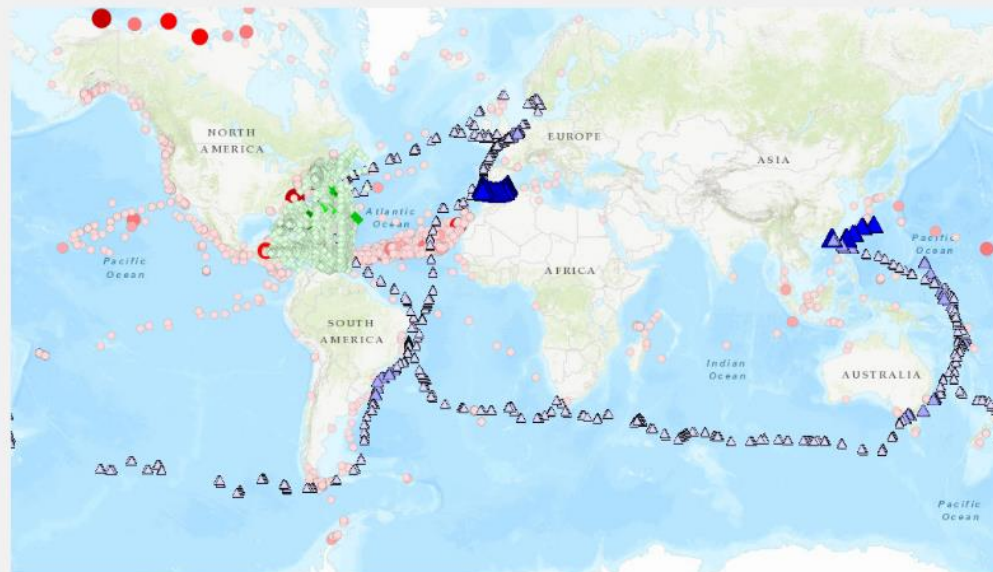 NORTH
AMERICA
EUROPE
ASIA
Atlantic
Ocean
Pacific
Ocean
Pacific
Ocean
AFRICA
SOUTH
AMERICA
Indian
Ocean
AUSTRALIA
Pacific
Ocean